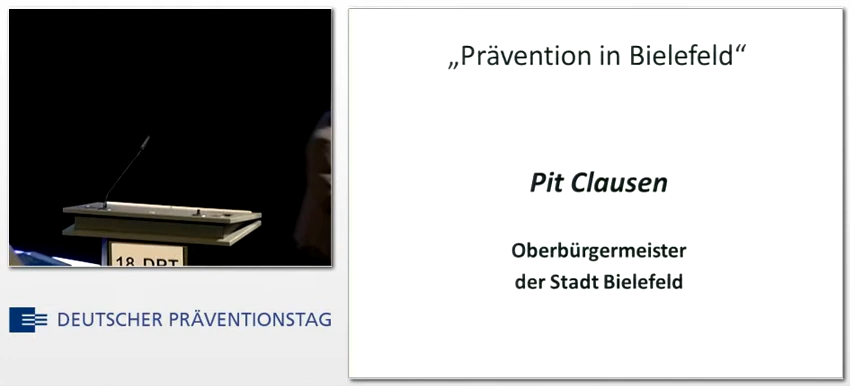 18. DPT
DEUTSCHER PRÄVENTIONSTAG
„Prävention in Bielefeld“
Pit Clausen
Oberbürgermeister
der Stadt Bielefeld